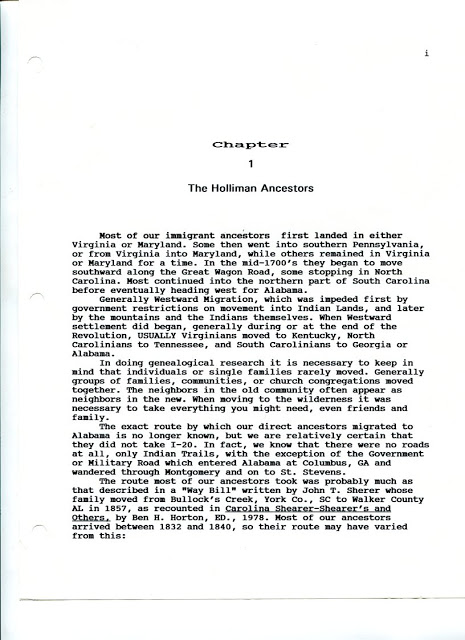 i
Chapter
1
The Holliman Ancestors
Most of our immigrant ancestors first landed in either
Virginia or Maryland. Some then went into southern Pennsylvania,
or from Virginia into Maryland, while others remained in Virginia
or Maryland for a time. In the mid-1700's they began to move
southward along the Great Wagon Road, some stopping in North
Carolina. Most continued into the northern part of South Carolina
before eventually heading west for Alabama.
Generally Westward Migration, which was impeded first by
government restrictions on movement into Indian Lands, and later
by the mountains and the Indians themselves. When Westward
settlement did began, generally during or at the end of the
Revolution, USUALLY Virginians moved to Kentucky, North
Carolinians to Tennessee, and South Carolinians to Georgia or
Alabama.
In doing genealogical research it is necessary to keep in
mind that individuals or single families rarely moved. Generally
groups of families, communities, or church congregations moved
together. The neighbors in the old community often appear as
neighbors in the new. When moving to the wilderness it was
necessary to take everything you might need, even friends and
family.
The exact route by which our direct ancestors migrated to
Alabama is no longer known, but we are relatively certain that
they did not take I-20. In fact, we know that there were no roads
at all, only Indian Trails, with the exception of the Government
or Military Road which entered Alabama at Columbus, GA and
wandered through Montgomery and on to St. Stevens.
The route most of our ancestors took was probably much as
that described in a "Way Bill" written by John T. Sherer whose
family moved from Bullock's Creek, York Co., SC to Walker County
AL in 1857, as recounted in Carolina Shearer-Shearer's and
Others, by Ben H. Horton, ED., 1978. Most of our ancestors
arrived between 1832 and 1840, so their route may have varied
from this: